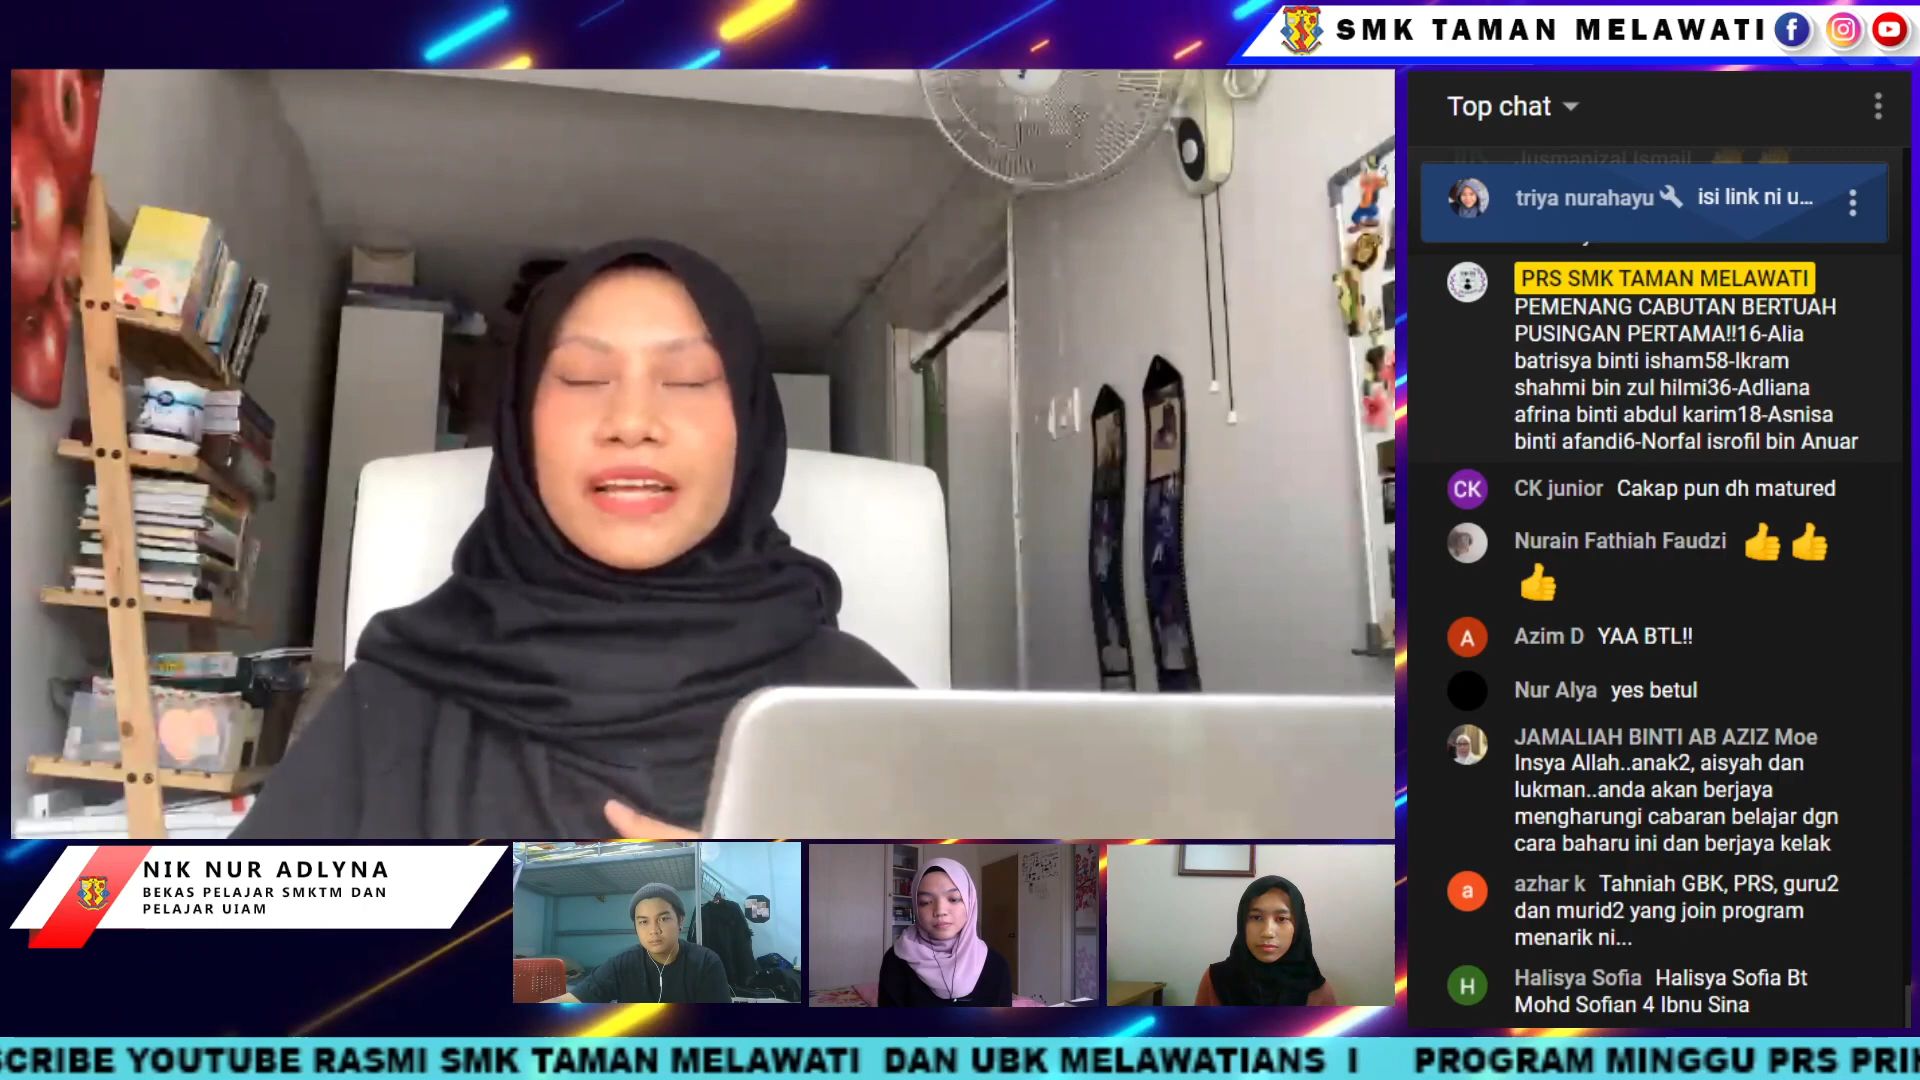 SMK TAMAN MELAWATI
Top chat
Jusmanizal Ismail
triya nurahayu isi link ni u...
PRS SMK TAMAN MELAWATI
PEMENANG CABUTAN BERTUAH
PUSINGAN PERTAMA!!16-Alia
batrisya binti isham58-Ikram
shahmi bin zul hilmi36-Adliana
afrina binti abdul karim18-Asnisa
binti afandi6-Norfal isrofil bin Anuar
CK
CK junior Cakap pun dh matured
Nurain Fathiah Faudzi
A
Azim D YAA BTL!!
Nur Alya yes betul
JAMALIAH BINTI AB AZIZ Moe
Insya Allah..anak2, aisyah dan
lukman..anda akan berjaya
mengharungi cabaran belajar dgn
cara baharu ini dan berjaya kelak
a
azhar k Tahniah GBK, PRS, guru2
dan murid2 yang join program
menarik ni...
H
Halisya Sofia Halisya Sofia Bt
Mohd Sofian 4 Ibnu Sina
NIK NUR ADLYNA
BEKAS PELAJAR SMKTM DAN
PELAJAR UIAM
SCRIBE YOUTUBE RASMI SMK TAMAN MELAWATI DAN UBK MELAWATIANS | PROGRAM MINGGU PRS PRI